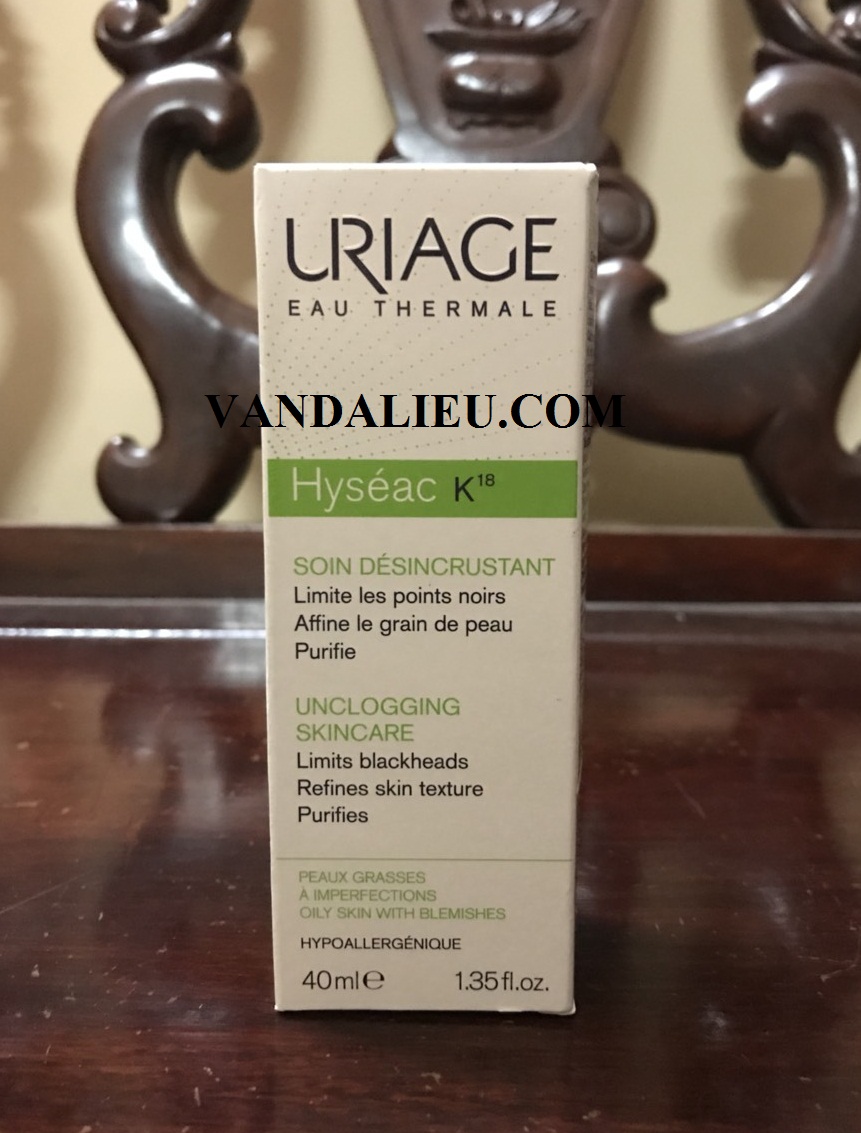 URIAGE
EAU THERMALE
VANDALIEU.COM
Hyséac K18
SOIN DÉSINCRUSTANT
Limite les points noirs
Affine le grain de peau
Purifie
UNCLOGGING
SKINCARE
Limits blackheads
Refines skin texture
Purifies
PEAUX GRASSES
À IMPERFECTIONS
OILY SKIN WITH BLEMISHES
HYPOALLERGÉNIQUE
40ml℮ 1.35fl.oz.